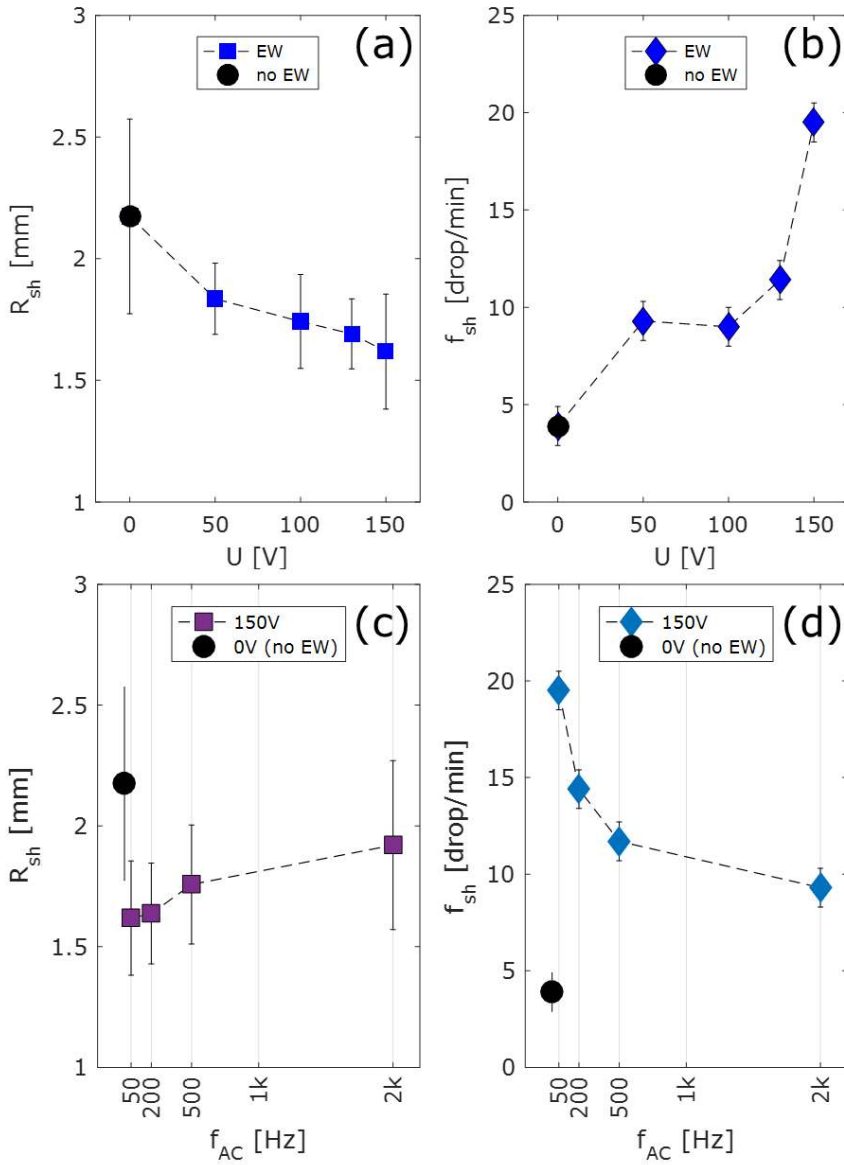 (a)
EW
no EW
3
2.5
2
1.5
1
R_sh [mm]
0 50 100 150
U [V]
(b)
EW
no EW
25
20
15
10
5
0
f_sh [drop/min]
0 50 100 150
U [V]
(c)
150V
0V (no EW)
3
2.5
2
1.5
1
R_sh [mm]
50 200 500 1k 2k
f_AC [Hz]
(d)
150V
0V (no EW)
25
20
15
10
5
0
f_sh [drop/min]
50 200 500 1k 2k
f_AC [Hz]